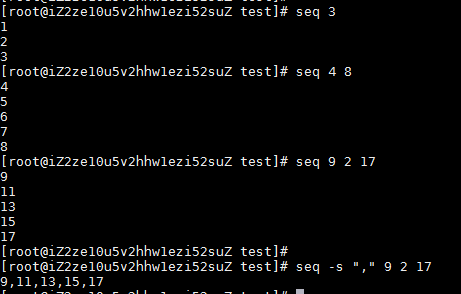 [root@iZ2ze10u5v2hhw1ezi52suZ test]# seq 3
1
2
3
[root@iZ2ze10u5v2hhw1ezi52suZ test]# seq 4 8
4
5
6
7
8
[root@iZ2ze10u5v2hhw1ezi52suZ test]# seq 9 2 17
9
11
13
15
17
[root@iZ2ze10u5v2hhw1ezi52suZ test]#
[root@iZ2ze10u5v2hhw1ezi52suZ test]# seq -s "," 9 2 17
9,11,13,15,17